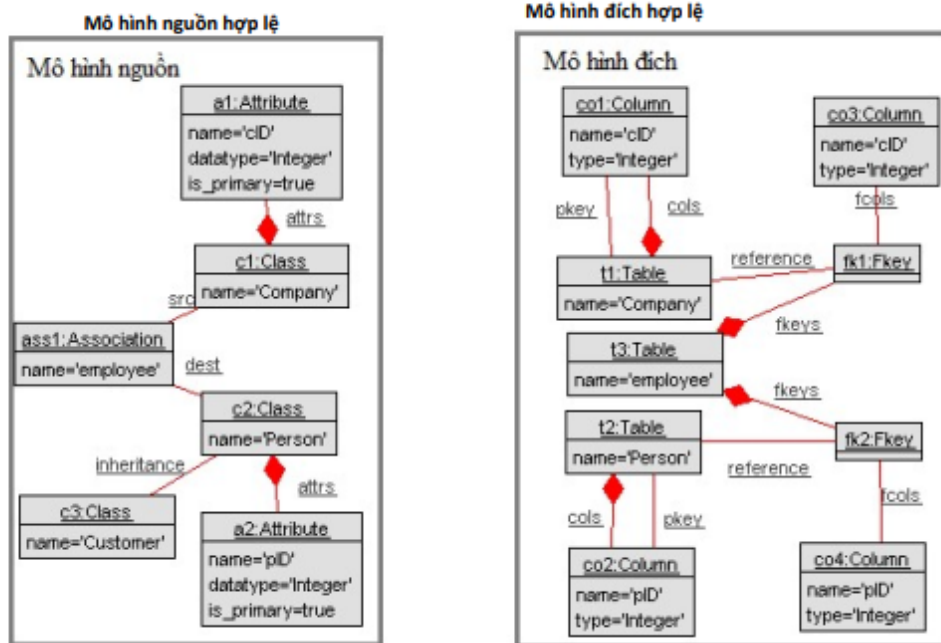 Mô hình nguồn hợp lệ
Mô hình nguồn
a1:Attribute
name='cID'
datatype='Integer'
is_primary=true
attrs
c1:Class
name='Company'
src
ass1:Association
name='employee'
dest
c2:Class
name='Person'
inheritance
attrs
c3:Class
name='Customer'
a2:Attribute
name='pID'
datatype='Integer'
is_primary=true
Mô hình đích hợp lệ
Mô hình đích
co1:Column
name='cID'
type='Integer'
co3:Column
name='cID'
type='Integer'
pkey
cols
fcols
reference
t1:Table
name='Company'
fk1:Fkey
fkeys
t3:Table
name='employee'
fkeys
t2:Table
name='Person'
fk2:Fkey
reference
cols
pkey
fcols
co2:Column
name='pID'
type='Integer'
co4:Column
name='pID'
type='Integer'